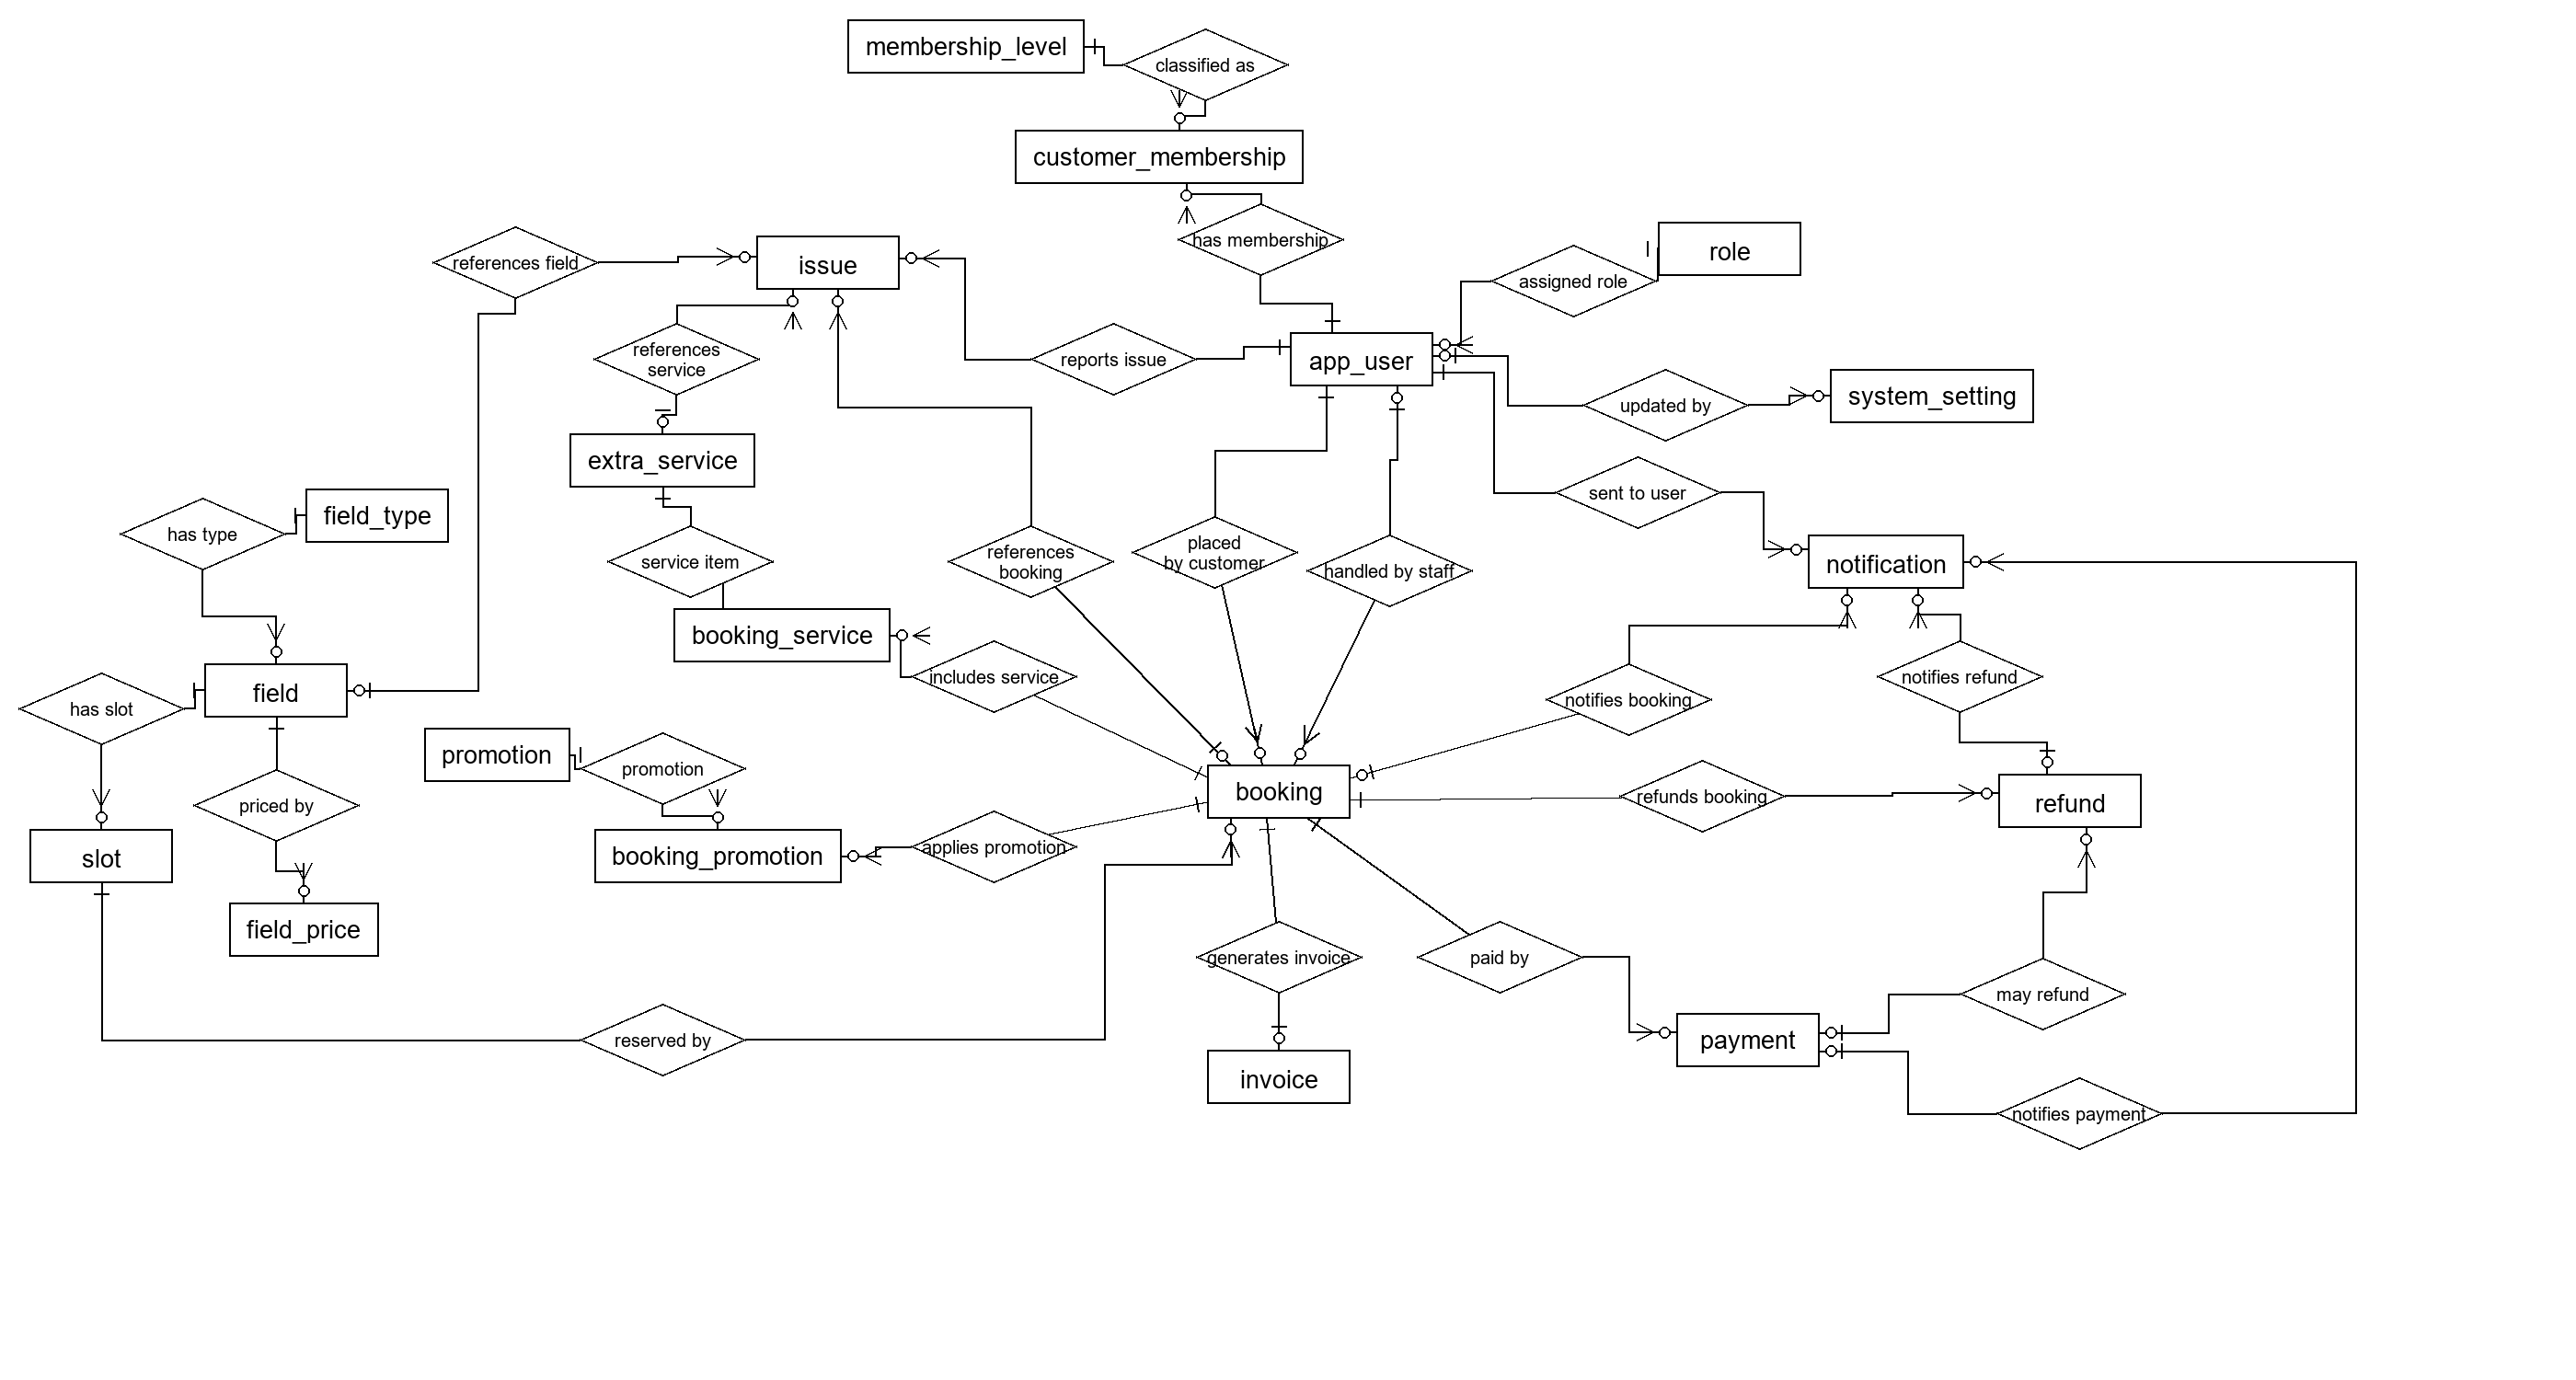 membership_level
classified as
customer_membership
has membership
references field
issue
role
assigned role
references
service
reports issue
app_user
updated by
system_setting
extra_service
sent to user
field_type
has type
service item
references
booking
placed
by customer
handled by staff
notification
booking_service
includes service
notifies booking
notifies refund
has slot
field
promotion
promotion
priced by
booking
refunds booking
refund
slot
booking_promotion
applies promotion
field_price
generates invoice
paid by
may refund
reserved by
payment
invoice
notifies payment